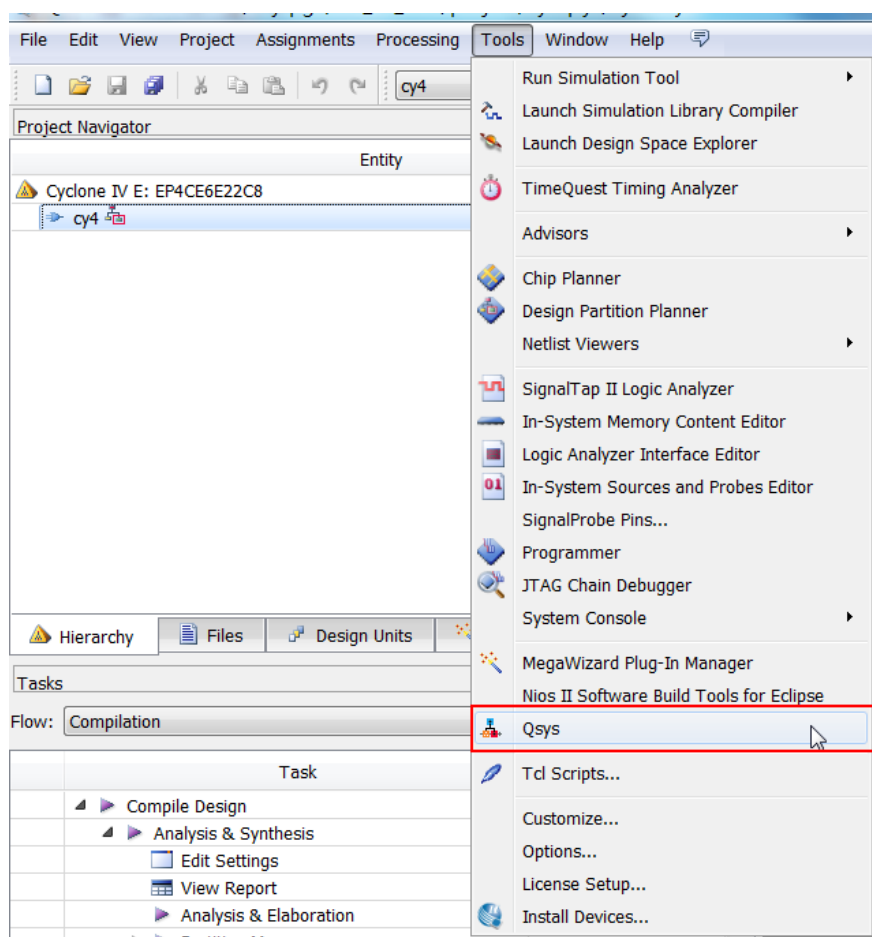 File Edit View Project Assignments Processing Tools Window Help
cy4
Project Navigator
Entity
Cyclone IV E: EP4CE6E22C8
cy4
Hierarchy Files Design Units
Tasks
Flow: Compilation
Task
Compile Design
Analysis & Synthesis
Edit Settings
View Report
Analysis & Elaboration
Run Simulation Tool
Launch Simulation Library Compiler
Launch Design Space Explorer
TimeQuest Timing Analyzer
Advisors
Chip Planner
Design Partition Planner
Netlist Viewers
SignalTap II Logic Analyzer
In-System Memory Content Editor
Logic Analyzer Interface Editor
01 In-System Sources and Probes Editor
SignalProbe Pins...
Programmer
JTAG Chain Debugger
System Console
MegaWizard Plug-In Manager
Nios II Software Build Tools for Eclipse
Qsys
Tcl Scripts...
Customize...
Options...
License Setup...
Install Devices...